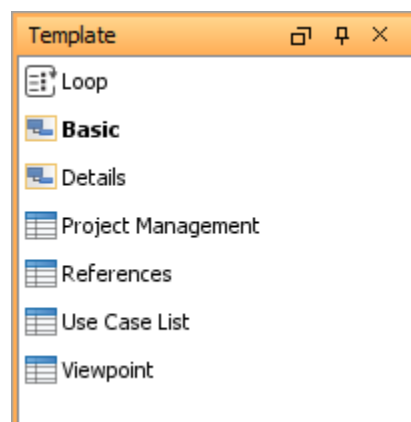 Template
Loop
Basic
Details
Project Management
References
Use Case List
Viewpoint